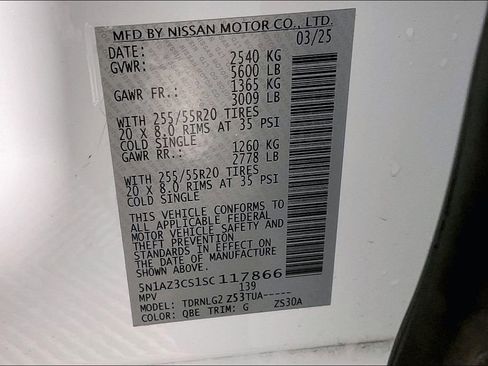 MFD BY NISSAN MOTOR CO., LTD.
DATE: 03/25
GVWR: 2540 KG
5600 LB
GAWR FR.: 1365 KG
3009 LB
WITH 255/55R20 TIRES
20 X 8.0 RIMS AT 35 PSI
COLD SINGLE
GAWR RR.: 1260 KG
2778 LB
WITH 255/55R20 TIRES
20 X 8.0 RIMS AT 35 PSI
COLD SINGLE
THIS VEHICLE CONFORMS TO
ALL APPLICABLE FEDERAL
MOTOR VEHICLE SAFETY AND
THEFT PREVENTION
STANDARDS IN EFFECT ON
THE DATE OF MANUFACTURE
SHOWN ABOVE.
5N1AZ3CS1SC117866
MPV 139
MODEL: TDRNLG2 Z53TUA-----
COLOR: QBE TRIM: G ZS30A